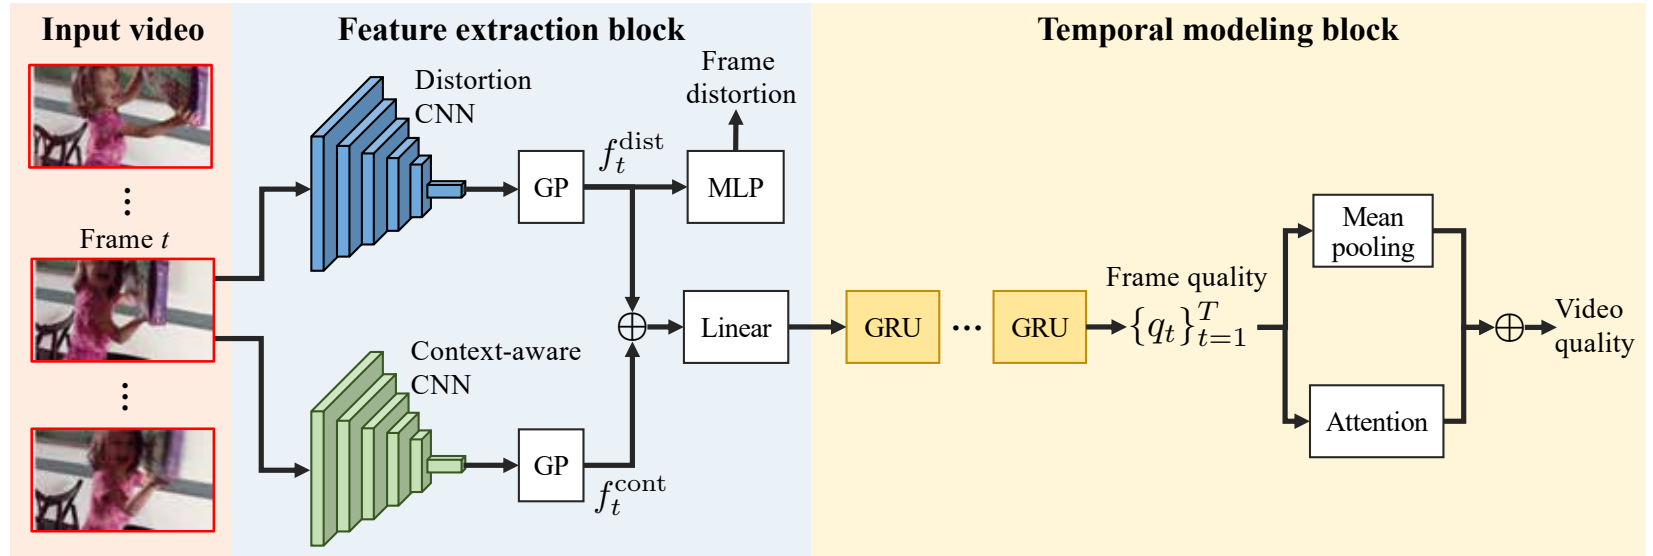 Input video
Feature extraction block
Temporal modeling block
Distortion
CNN
Frame
distortion
GP
f_t^dist
MLP
Frame t
Mean
pooling
Frame quality
Linear
GRU
...
GRU
{q_t}_{t=1}^T
Video
quality
Context-aware
CNN
Attention
GP
f_t^cont